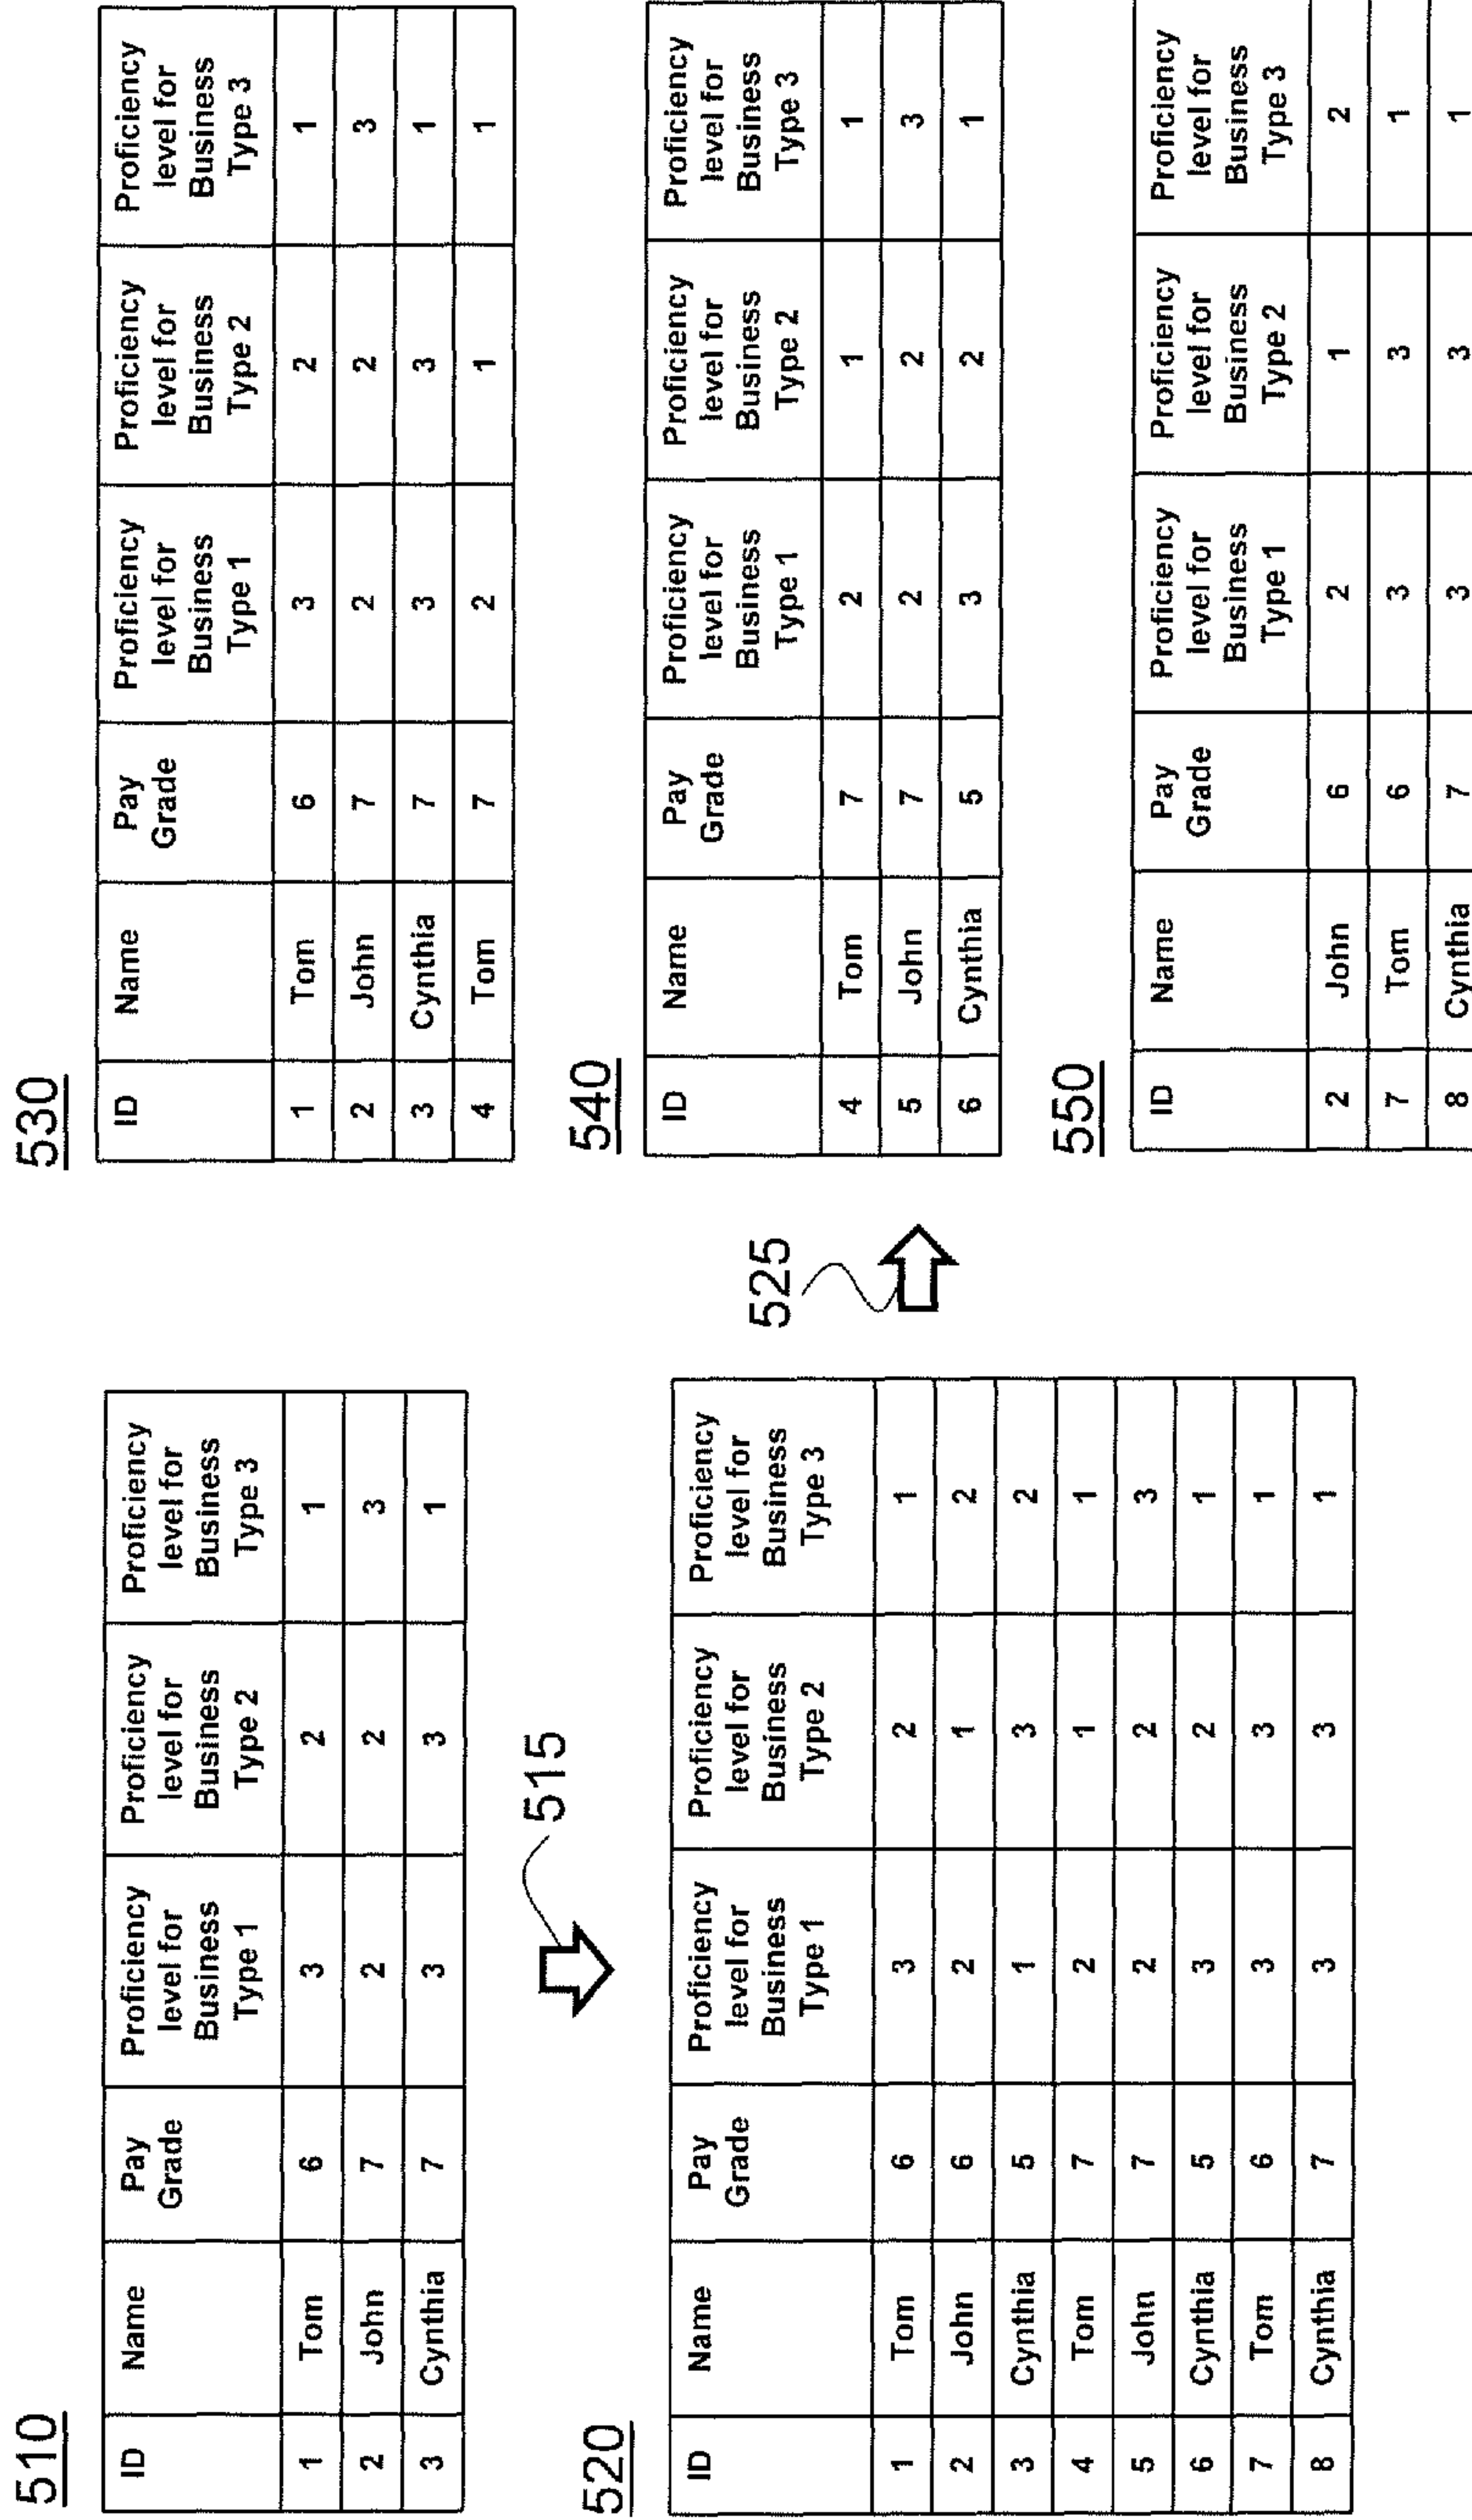 510
ID Name Pay Grade Proficiency level for Business Type 1 Proficiency level for Business Type 2 Proficiency level for Business Type 3
1 Tom 6 3 2 1
2 John 7 2 2 3
3 Cynthia 7 3 3 1
515
520
ID Name Pay Grade Proficiency level for Business Type 1 Proficiency level for Business Type 2 Proficiency level for Business Type 3
1 Tom 6 3 2 1
2 John 6 2 1 2
3 Cynthia 5 1 3 2
4 Tom 7 2 1 1
5 John 7 2 2 3
6 Cynthia 5 3 2 1
7 Tom 6 3 3 1
8 Cynthia 7 3 3 1
525
530
ID Name Pay Grade Proficiency level for Business Type 1 Proficiency level for Business Type 2 Proficiency level for Business Type 3
1 Tom 6 3 2 1
2 John 7 2 2 3
3 Cynthia 7 3 3 1
4 Tom 7 2 1 1
540
ID Name Pay Grade Proficiency level for Business Type 1 Proficiency level for Business Type 2 Proficiency level for Business Type 3
4 Tom 7 2 1 1
5 John 7 2 2 3
6 Cynthia 5 3 2 1
550
ID Name Pay Grade Proficiency level for Business Type 1 Proficiency level for Business Type 2 Proficiency level for Business Type 3
2 John 6 2 1 2
7 Tom 6 3 3 1
8 Cynthia 7 3 3 1